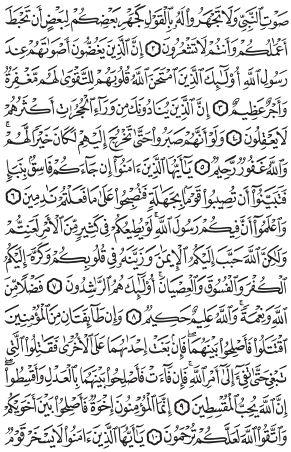 صَوْتِ النَّبِيِّ وَلَا تَجْهَرُوا لَهُ بِالْقَوْلِ كَجَهْرِ بَعْضِكُمْ لِبَعْضٍ أَن تَحْبَطَ
أَعْمَالُكُمْ وَأَنتُمْ لَا تَشْعُرُونَ ٢ إِنَّ الَّذِينَ يَغُضُّونَ أَصْوَاتَهُمْ عِندَ
رَسُولِ اللَّهِ أُولَٰئِكَ الَّذِينَ امْتَحَنَ اللَّهُ قُلُوبَهُمْ لِلتَّقْوَىٰ لَهُم مَّغْفِرَةٌ
وَأَجْرٌ عَظِيمٌ ٣ إِنَّ الَّذِينَ يُنَادُونَكَ مِن وَرَاءِ الْحُجُرَاتِ أَكْثَرُهُمْ
لَا يَعْقِلُونَ ٤ وَلَوْ أَنَّهُمْ صَبَرُوا حَتَّىٰ تَخْرُجَ إِلَيْهِمْ لَكَانَ خَيْرًا لَّهُمْ
وَاللَّهُ غَفُورٌ رَّحِيمٌ ٥ يَا أَيُّهَا الَّذِينَ آمَنُوا إِن جَاءَكُمْ فَاسِقٌ بِنَبَإٍ
فَتَبَيَّنُوا أَن تُصِيبُوا قَوْمًا بِجَهَالَةٍ فَتُصْبِحُوا عَلَىٰ مَا فَعَلْتُمْ نَادِمِينَ ٦
وَاعْلَمُوا أَنَّ فِيكُمْ رَسُولَ اللَّهِ لَوْ يُطِيعُكُمْ فِي كَثِيرٍ مِّنَ الْأَمْرِ لَعَنِتُّمْ
وَلَٰكِنَّ اللَّهَ حَبَّبَ إِلَيْكُمُ الْإِيمَانَ وَزَيَّنَهُ فِي قُلُوبِكُمْ وَكَرَّهَ إِلَيْكُمُ
الْكُفْرَ وَالْفُسُوقَ وَالْعِصْيَانَ أُولَٰئِكَ هُمُ الرَّاشِدُونَ ٧ فَضْلًا مِّنَ
اللَّهِ وَنِعْمَةً وَاللَّهُ عَلِيمٌ حَكِيمٌ ٨ وَإِن طَائِفَتَانِ مِنَ الْمُؤْمِنِينَ
اقْتَتَلُوا فَأَصْلِحُوا بَيْنَهُمَا فَإِن بَغَتْ إِحْدَاهُمَا عَلَى الْأُخْرَىٰ فَقَاتِلُوا الَّتِي
تَبْغِي حَتَّىٰ تَفِيءَ إِلَىٰ أَمْرِ اللَّهِ فَإِن فَاءَتْ فَأَصْلِحُوا بَيْنَهُمَا بِالْعَدْلِ وَأَقْسِطُوا
إِنَّ اللَّهَ يُحِبُّ الْمُقْسِطِينَ ٩ إِنَّمَا الْمُؤْمِنُونَ إِخْوَةٌ فَأَصْلِحُوا بَيْنَ أَخَوَيْكُمْ
وَاتَّقُوا اللَّهَ لَعَلَّكُمْ تُرْحَمُونَ ١٠ يَا أَيُّهَا الَّذِينَ آمَنُوا لَا يَسْخَرْ قَوْمٌ